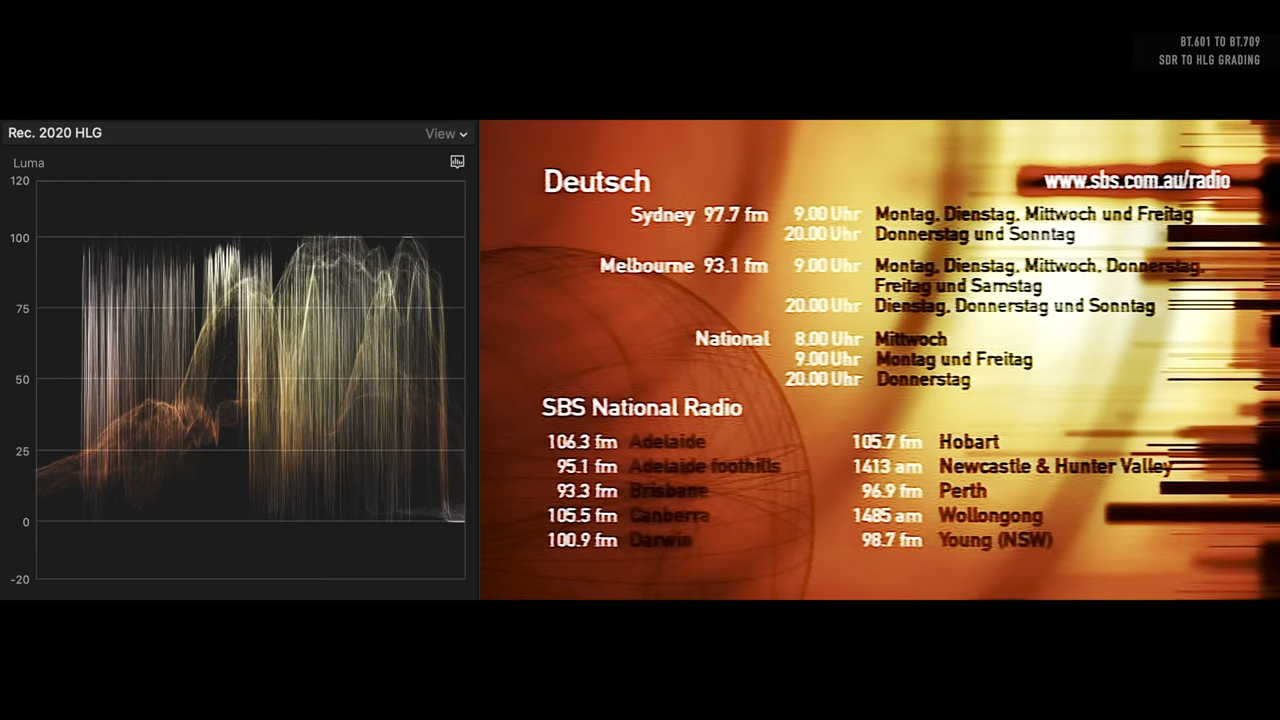 BT.601 TO BT.709
SDR TO HLG GRADING
Rec. 2020 HLG
View
Luma
120
100
75
50
25
0
-20
Deutsch
www.sbs.com.au/radio
Sydney 97.7 fm 9.00 Uhr Montag, Dienstag, Mittwoch und Freitag
20.00 Uhr Donnerstag und Sonntag
Melbourne 93.1 fm 9.00 Uhr Montag, Dienstag, Mittwoch, Donnerstag,
Freitag und Samstag
20.00 Uhr Dienstag, Donnerstag und Sonntag
National 8.00 Uhr Mittwoch
9.00 Uhr Montag und Freitag
20.00 Uhr Donnerstag
SBS National Radio
106.3 fm Adelaide 105.7 fm Hobart
95.1 fm Adelaide foothills 1413 am Newcastle & Hunter Valley
93.3 fm Brisbane 96.9 fm Perth
105.5 fm Canberra 1485 am Wollongong
100.9 fm Darwin 98.7 fm Young (NSW)